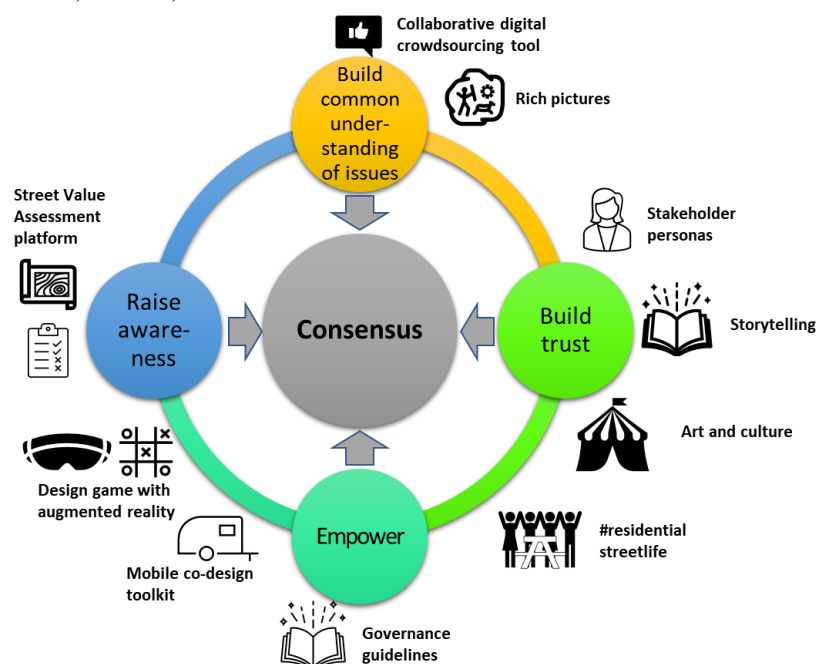 Collaborative digital
crowdsourcing tool
Build
common
under-
standing
of issues
Rich pictures
Street Value
Assessment
platform
Stakeholder
personas
Raise
aware-
ness
Consensus
Build
trust
Storytelling
Art and culture
Design game with
augmented reality
Empower
#residential
streetlife
Mobile co-design
toolkit
Governance
guidelines